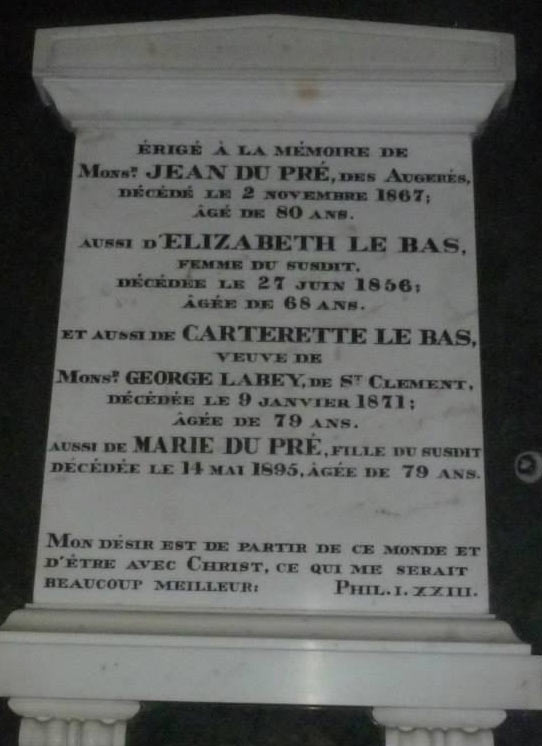 ÉRIGÉ À LA MÉMOIRE DE
MONSR. JEAN DU PRÉ, DES AUGERÉS,
DÉCÉDÉ LE 2 NOVEMBRE 1867;
ÂGÉ DE 80 ANS.
AUSSI D'ELIZABETH LE BAS,
FEMME DU SUSDIT,
DÉCÉDÉE LE 27 JUIN 1856;
ÂGÉE DE 68 ANS.
ET AUSSI DE CARTERETTE LE BAS,
VEUVE DE
MONSR. GEORGE LABEY, DE ST CLEMENT,
DÉCÉDÉE LE 9 JANVIER 1871;
ÂGÉE DE 79 ANS.
AUSSI DE MARIE DU PRÉ, FILLE DU SUSDIT
DÉCÉDÉE LE 14 MAI 1895, ÂGÉE DE 79 ANS.
MON DÉSIR EST DE PARTIR DE CE MONDE ET
D'ÊTRE AVEC CHRIST, CE QUI ME SERAIT
BEAUCOUP MEILLEUR: PHIL. I. XXIII.